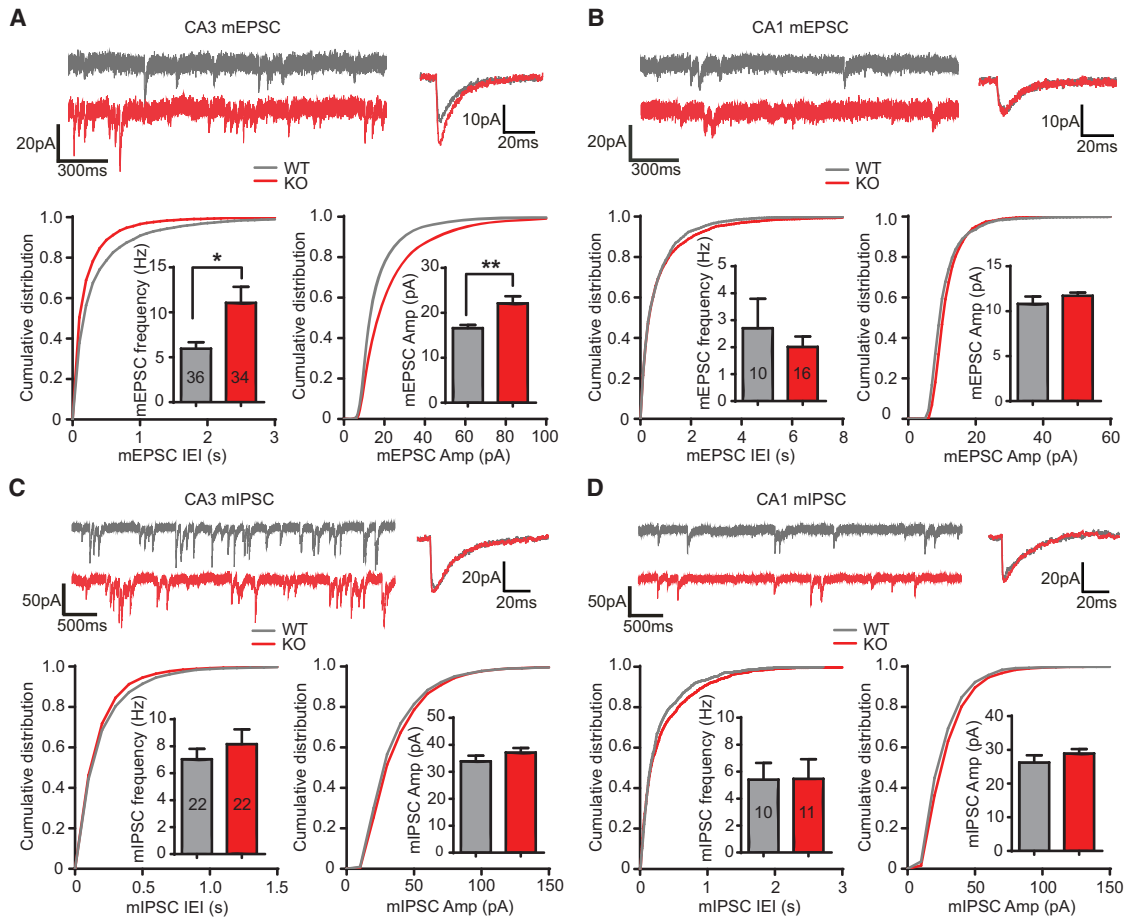 A
CA3 mEPSC
20pA
300ms
10pA
20ms
WT
KO
Cumulative distribution
1.0
0.8
0.6
0.4
0.2
0
0
1
2
3
mEPSC IEI (s)
mEPSC frequency (Hz)
15
10
5
0
*
36
34
Cumulative distribution
1.0
0.8
0.6
0.4
0.2
0
0
20
40
60
80
100
mEPSC Amp (pA)
mEPSC Amp (pA)
30
20
10
0
**
B
CA1 mEPSC
20pA
300ms
10pA
20ms
WT
KO
Cumulative distribution
1.0
0.8
0.6
0.4
0.2
0
0
2
4
6
8
mEPSC IEI (s)
mEPSC frequency (Hz)
5
4
3
2
1
0
10
16
Cumulative distribution
1.0
0.8
0.6
0.4
0.2
0
0
20
40
60
mEPSC Amp (pA)
mEPSC Amp (pA)
15
10
5
0
C
CA3 mIPSC
50pA
500ms
20pA
20ms
WT
KO
Cumulative distribution
1.0
0.8
0.6
0.4
0.2
0
0
0.5
1.0
1.5
mIPSC IEI (s)
mIPSC frequency (Hz)
10
8
6
4
2
0
22
22
Cumulative distribution
1.0
0.8
0.6
0.4
0.2
0
0
50
100
150
mIPSC Amp (pA)
mIPSC Amp (pA)
50
40
30
20
10
0
D
CA1 mIPSC
50pA
500ms
20pA
20ms
WT
KO
Cumulative distribution
1.0
0.8
0.6
0.4
0.2
0
0
1
2
3
mIPSC IEI (s)
mIPSC frequency (Hz)
10
8
6
4
2
0
10
11
Cumulative distribution
1.0
0.8
0.6
0.4
0.2
0
0
50
100
150
mIPSC Amp (pA)
mIPSC Amp (pA)
40
30
20
10
0